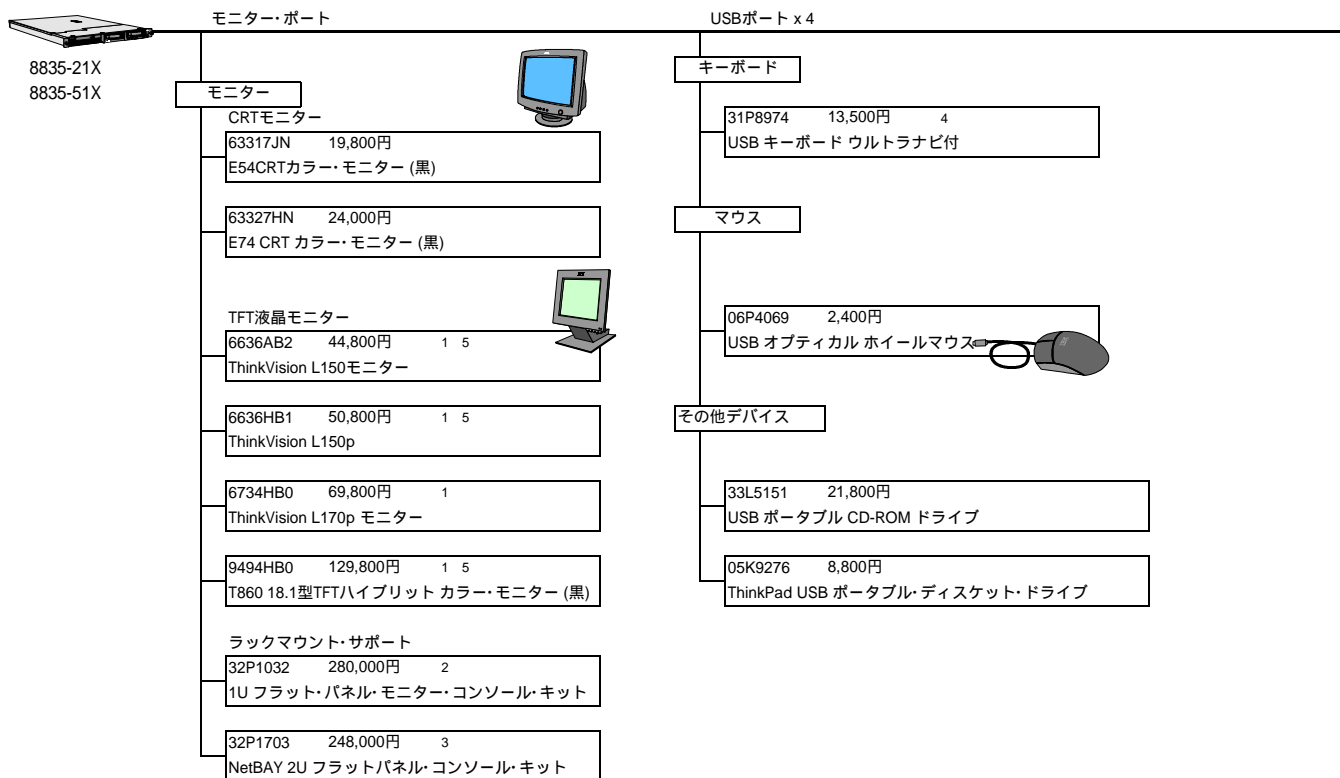 モニター・ポート
USBポート x 4
8835-21X
8835-51X
モニター
CRTモニター
63317JN 19,800円
E54CRTカラー・モニター (黒)
63327HN 24,000円
E74 CRT カラー・モニター (黒)
TFT液晶モニター
6636AB2 44,800円 1 5
ThinkVision L150モニター
6636HB1 50,800円 1 5
ThinkVision L150p
6734HB0 69,800円 1
ThinkVision L170p モニター
9494HB0 129,800円 1 5
T860 18.1型TFTハイブリット カラー・モニター (黒)
ラックマウント・サポート
32P1032 280,000円 2
1U フラット・パネル・モニター・コンソール・キット
32P1703 248,000円 3
NetBAY 2U フラットパネル・コンソール・キット
キーボード
31P8974 13,500円 4
USB キーボード ウルトラナビ付
マウス
06P4069 2,400円
USB オプティカル ホイールマウス
その他デバイス
33L5151 21,800円
USB ポータブル CD-ROM ドライブ
05K9276 8,800円
ThinkPad USB ポータブル・ディスケット・ドライブ